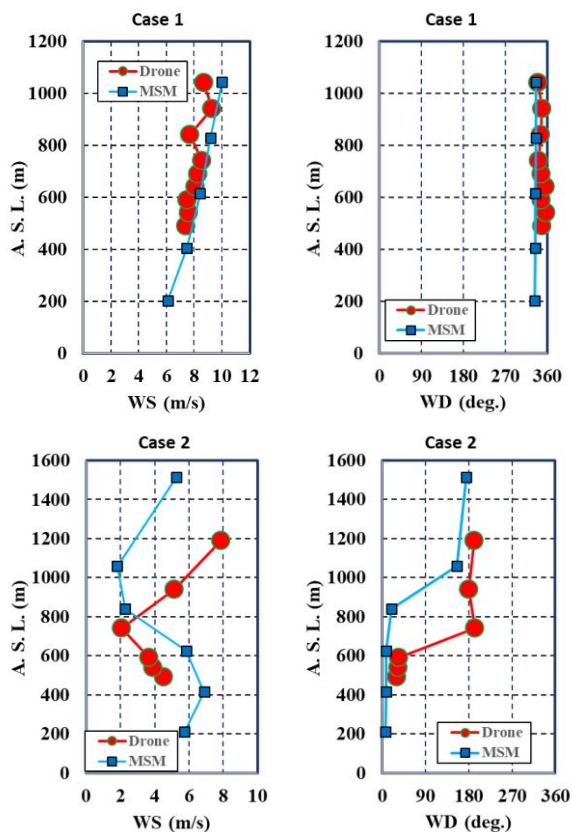 Case 1
1200
1000
800
600
400
200
0
A. S. L. (m)
Drone
MSM
0 2 4 6 8 10 12
WS (m/s)
Case 1
1200
1000
800
600
400
200
0
A. S. L. (m)
Drone
MSM
0 90 180 270 360
WD (deg.)
Case 2
1600
1400
1200
1000
800
600
400
200
0
A. S. L. (m)
Drone
MSM
0 2 4 6 8 10
WS (m/s)
Case 2
1600
1400
1200
1000
800
600
400
200
0
A. S. L. (m)
Drone
MSM
0 90 180 270 360
WD (deg.)